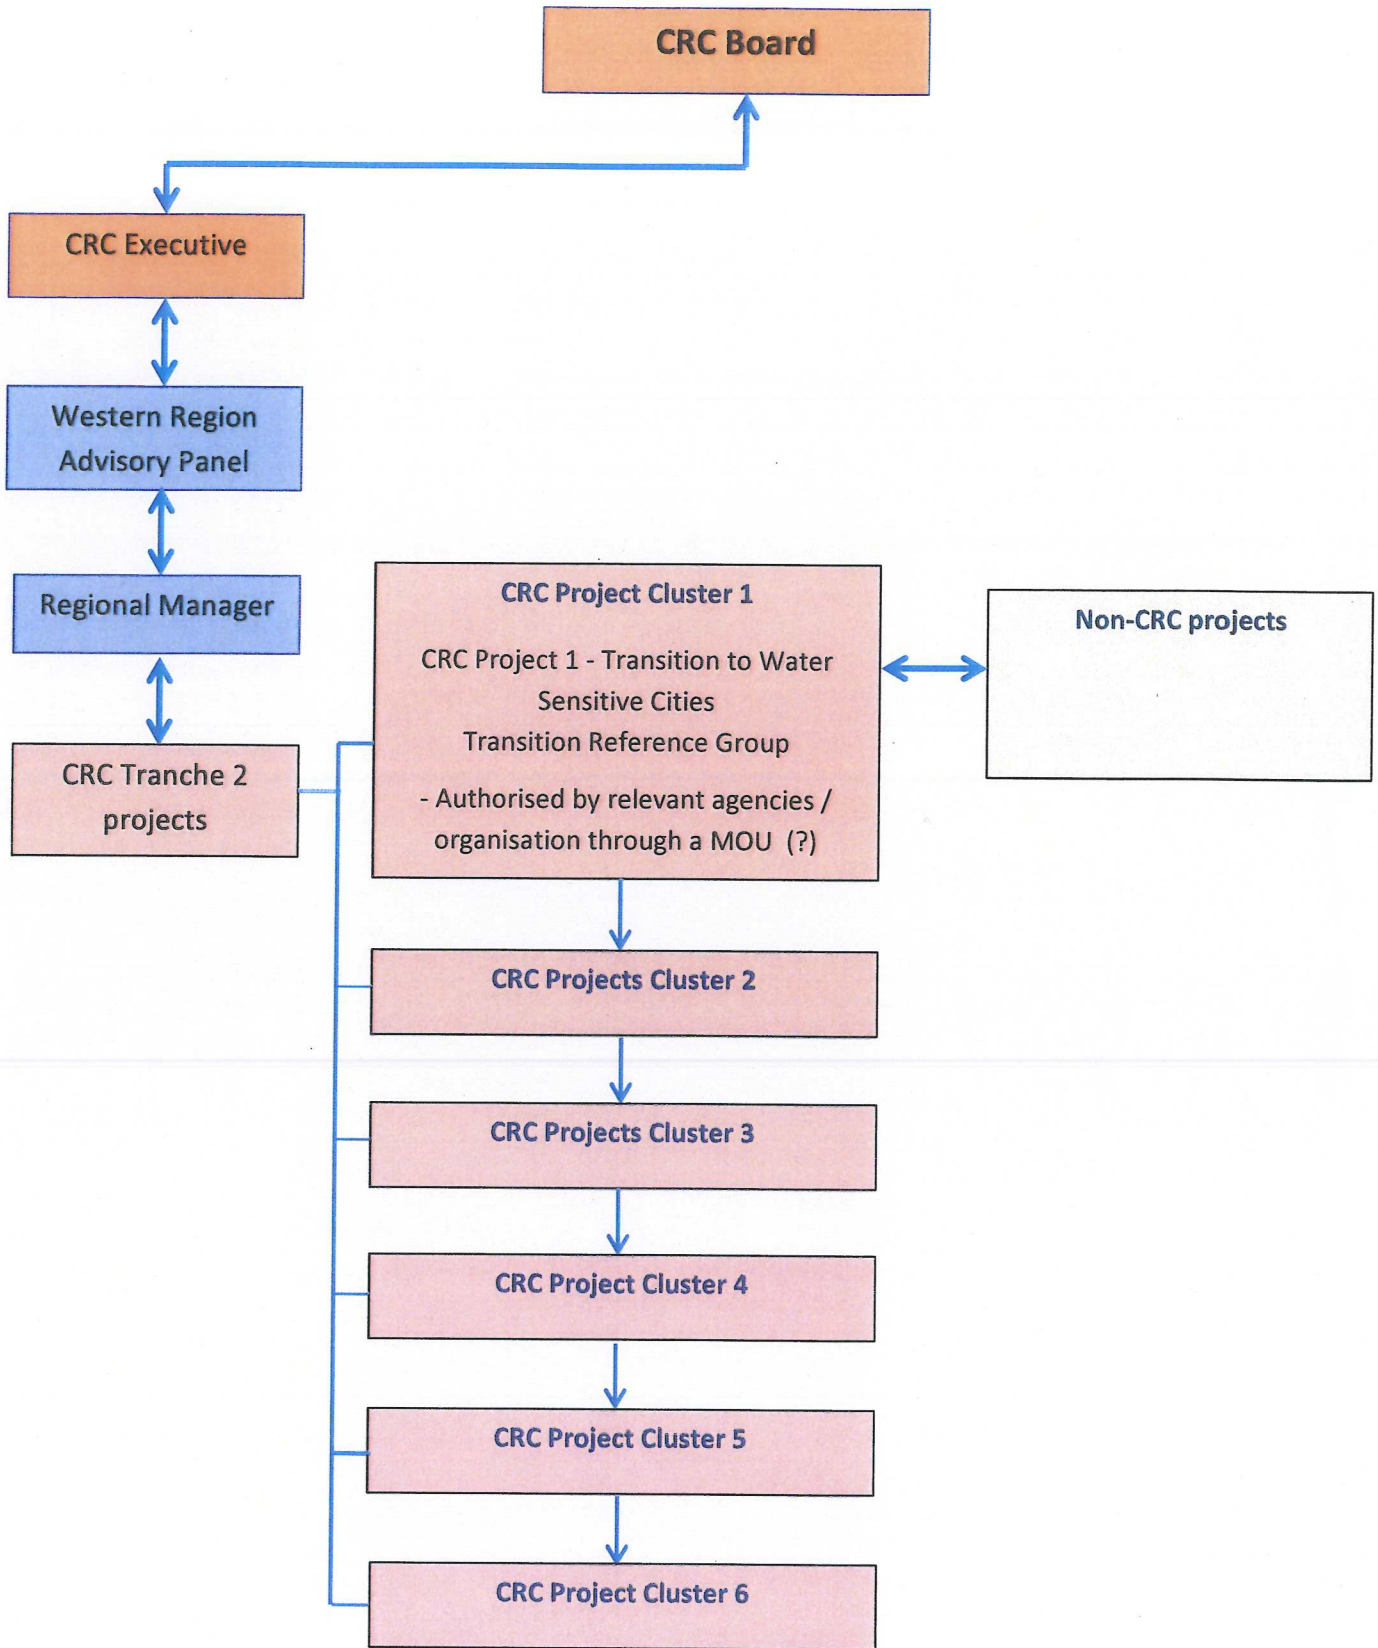 CRC Board
CRC Executive
Western Region
Advisory Panel
Regional Manager
CRC Tranche 2
projects
CRC Project Cluster 1
CRC Project 1 - Transition to Water
Sensitive Cities
Transition Reference Group
- Authorised by relevant agencies /
organisation through a MOU (?)
Non-CRC projects
CRC Projects Cluster 2
CRC Projects Cluster 3
CRC Project Cluster 4
CRC Project Cluster 5
CRC Project Cluster 6